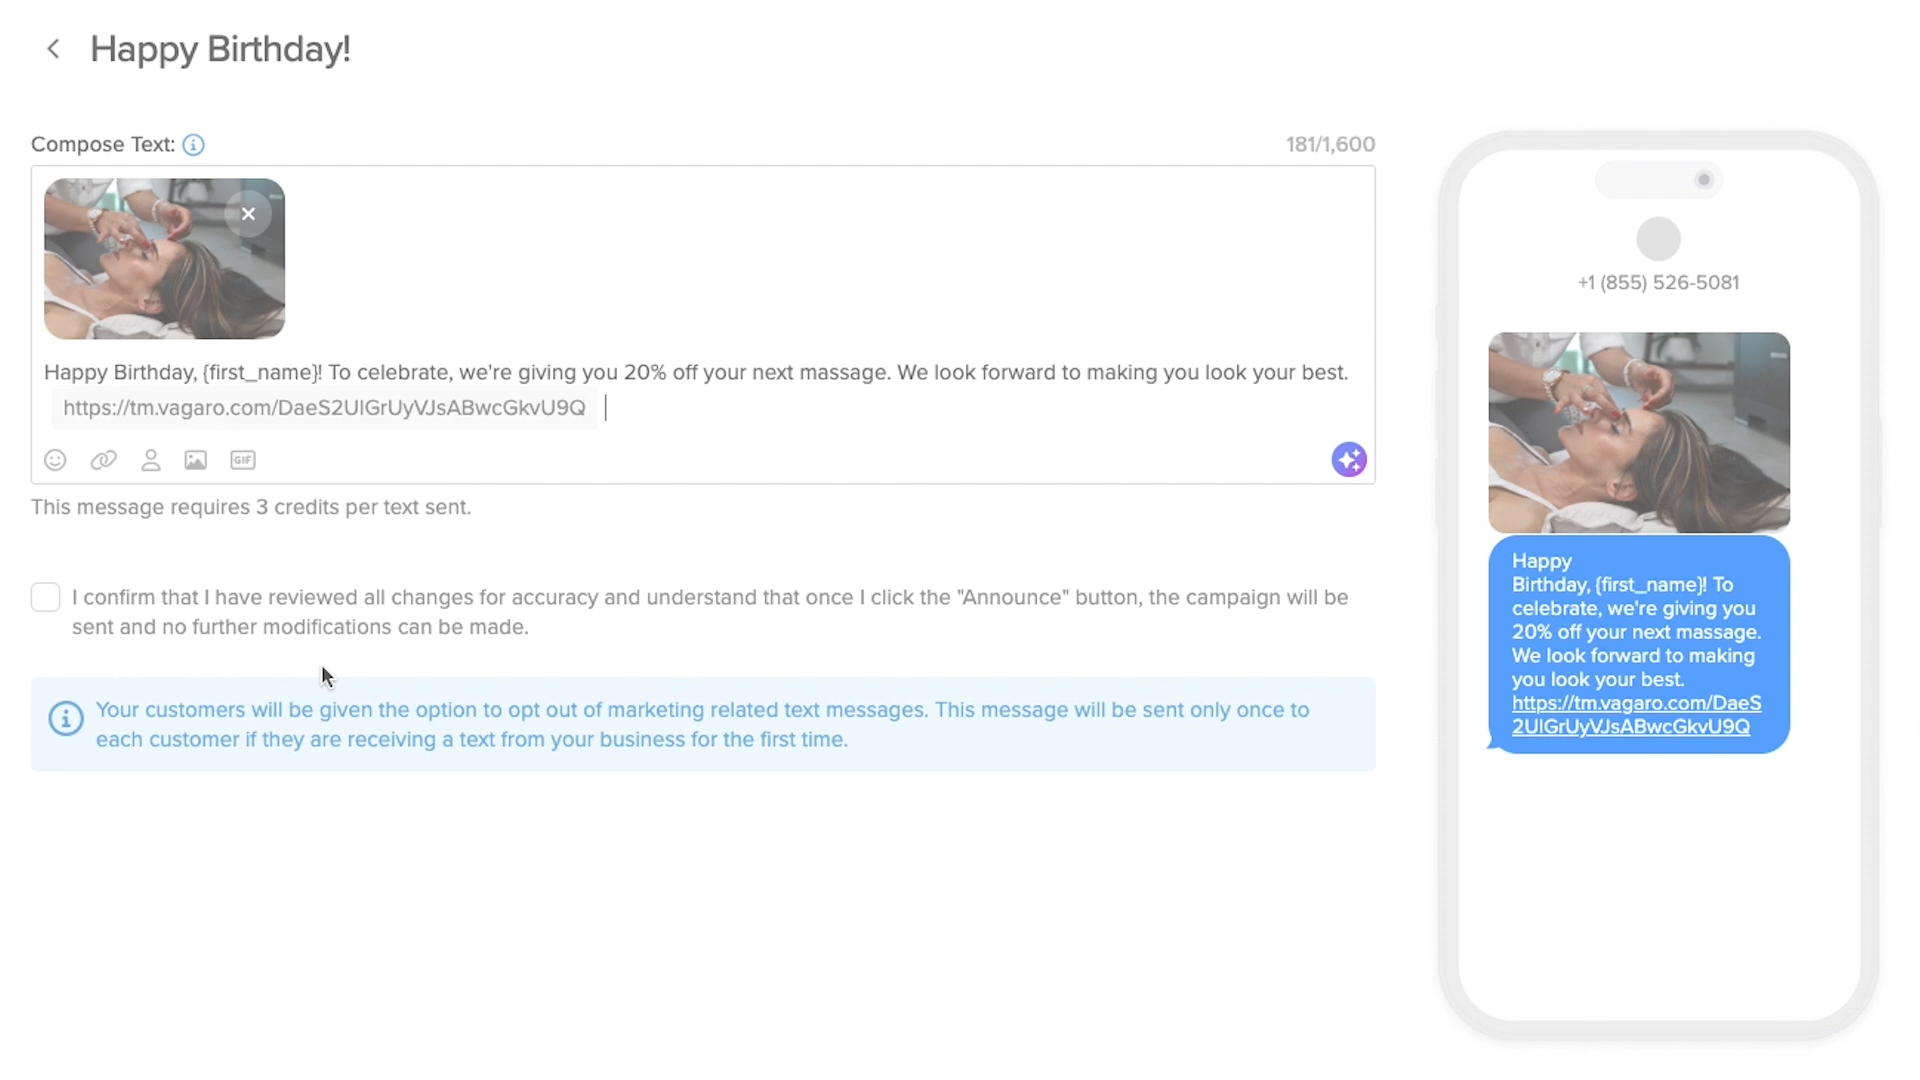 Happy Birthday!
Compose Text:
181/1,600
Happy Birthday, {first_name}! To celebrate, we're giving you 20% off your next massage. We look forward to making you look your best.
https://tm.vagaro.com/DaeS2UlGrUyVJsABwcGkvU9Q
GIF
This message requires 3 credits per text sent.
I confirm that I have reviewed all changes for accuracy and understand that once I click the "Announce" button, the campaign will be
sent and no further modifications can be made.
Your customers will be given the option to opt out of marketing related text messages. This message will be sent only once to
each customer if they are receiving a text from your business for the first time.
+1 (855) 526-5081
Happy
Birthday, {first_name}! To
celebrate, we're giving you
20% off your next massage.
We look forward to making
you look your best.
https://tm.vagaro.com/DaeS
2UlGrUyVJsABwcGkvU9Q